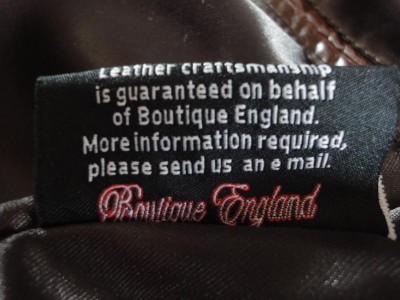 Leather craftsmanship
is guaranteed on behalf
of Boutique England.
More information required,
please send us an e mail.
Boutique England